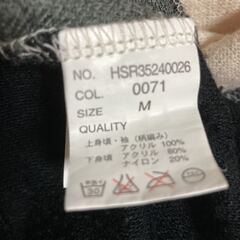 NO. HSR35240026
COL. 0071
SIZE M
QUALITY
上身頃・袖（柄編み）
アクリル 100%
下身頃・アクリル 80%
ナイロン 20%
30